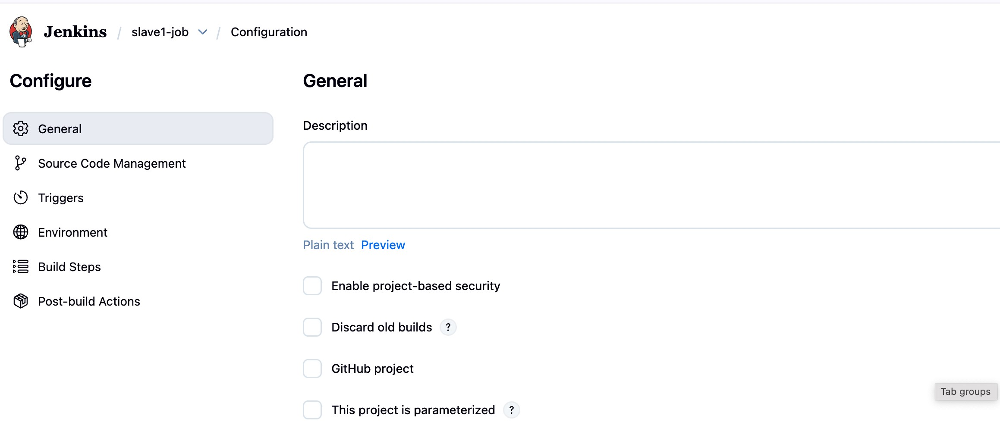 Jenkins / slave1-job / Configuration
Configure
General
Source Code Management
Triggers
Environment
Build Steps
Post-build Actions
General
Description
Plain text Preview
Enable project-based security
Discard old builds ?
GitHub project
This project is parameterized ?
Tab groups